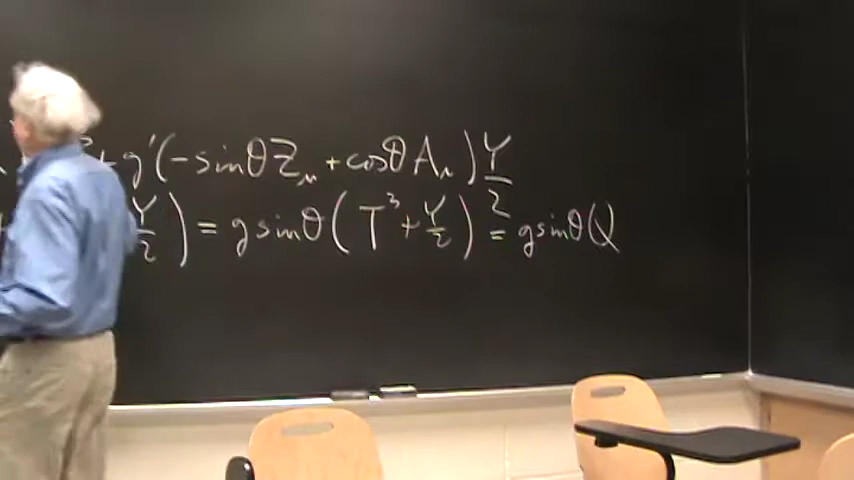 + g'(-sinθ Z_μ + cosθ A_μ) Y/2
Y/2) = g sinθ (T³ + Y/2) = g sinθ Q